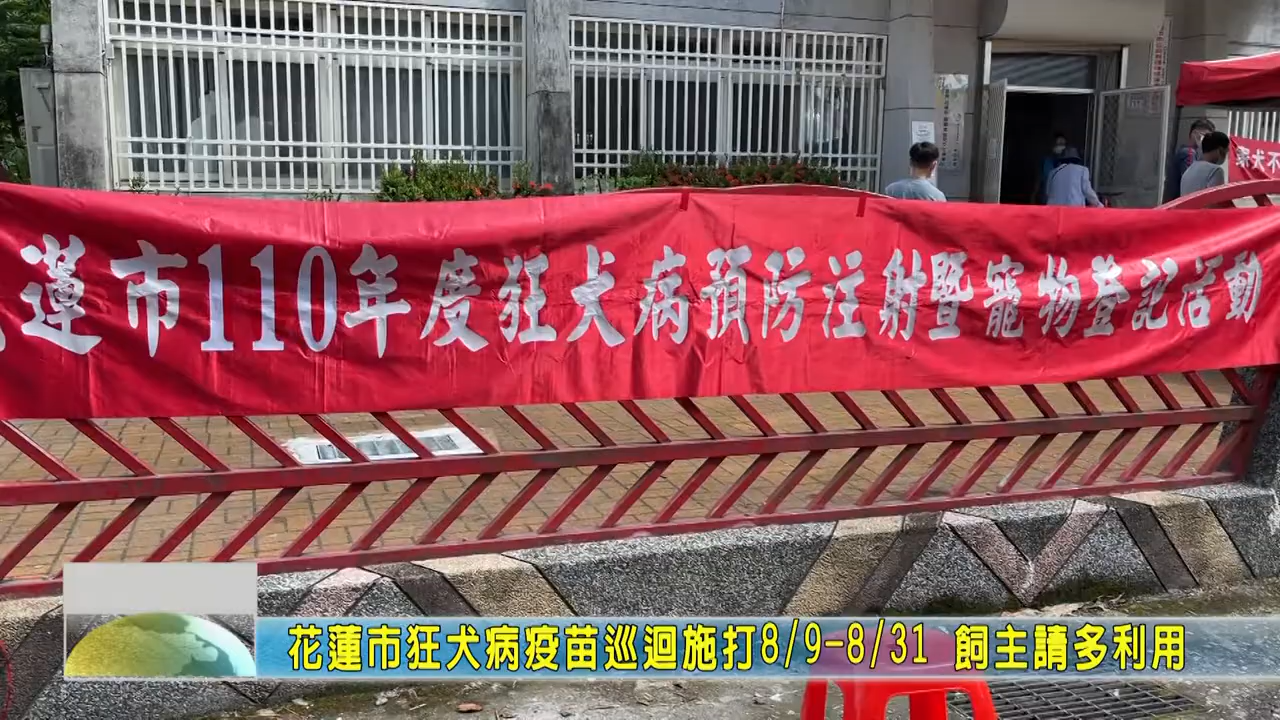 蓮市110年度狂犬病預防注射暨寵物登記活動
犬不
花蓮市狂犬病疫苗巡迴施打8/9-8/31 飼主請多利用